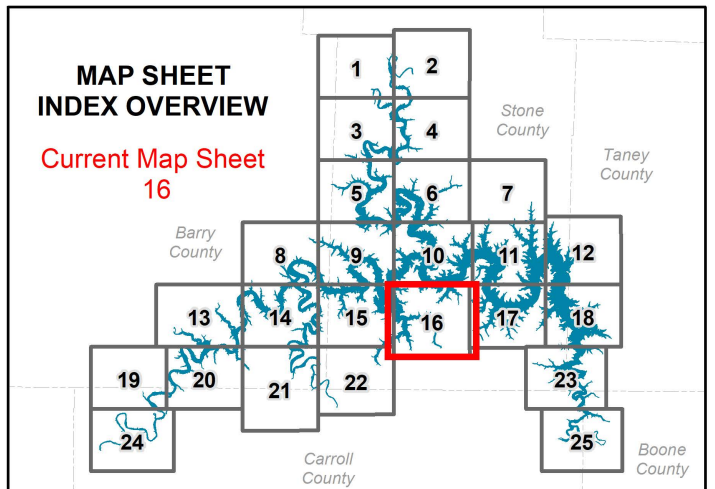 MAP SHEET
INDEX OVERVIEW
Current Map Sheet
16
1
2
3
4
Stone
County
Taney
County
5
6
7
Barry
County
8
9
10
11
12
13
14
15
16
17
18
19
20
21
22
23
24
25
Carroll
County
Boone
County